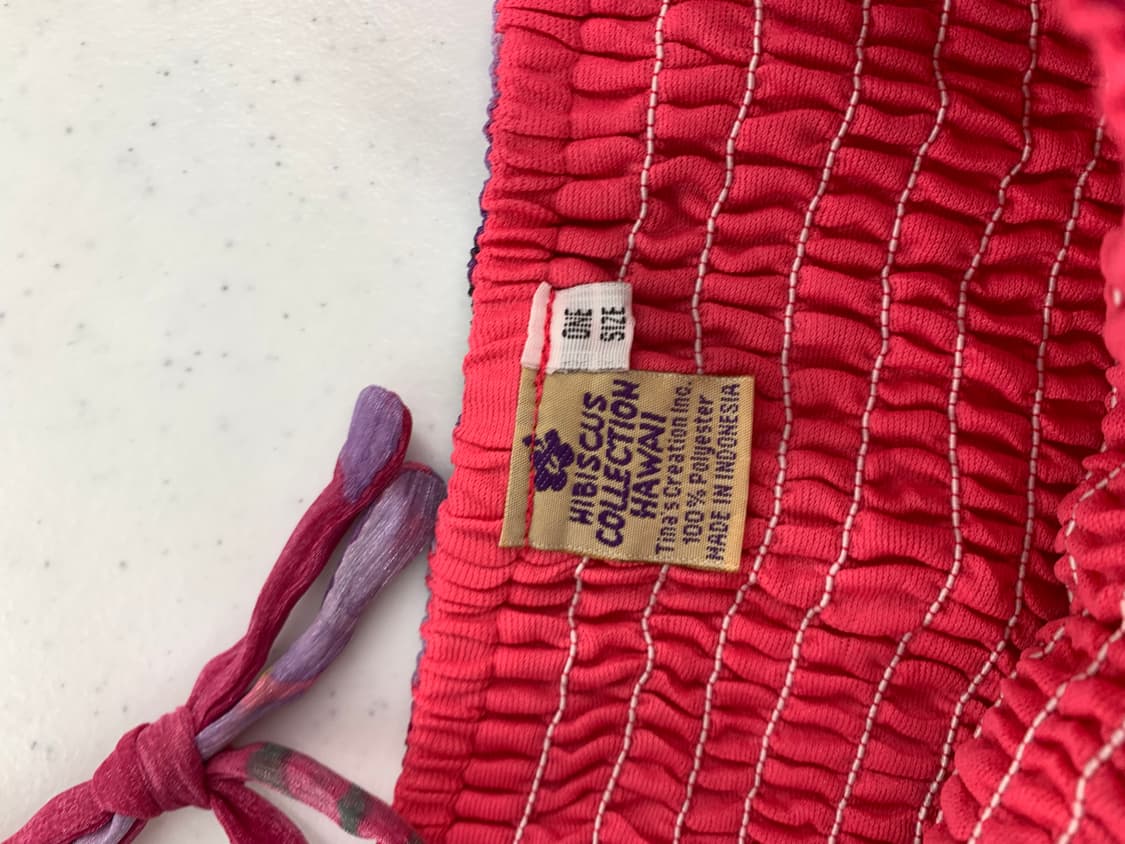 ONE
SIZE
HIBISCUS
COLLECTION
HAWAII
Tina's Creation Inc.
100% Polyester
MADE IN INDONESIA